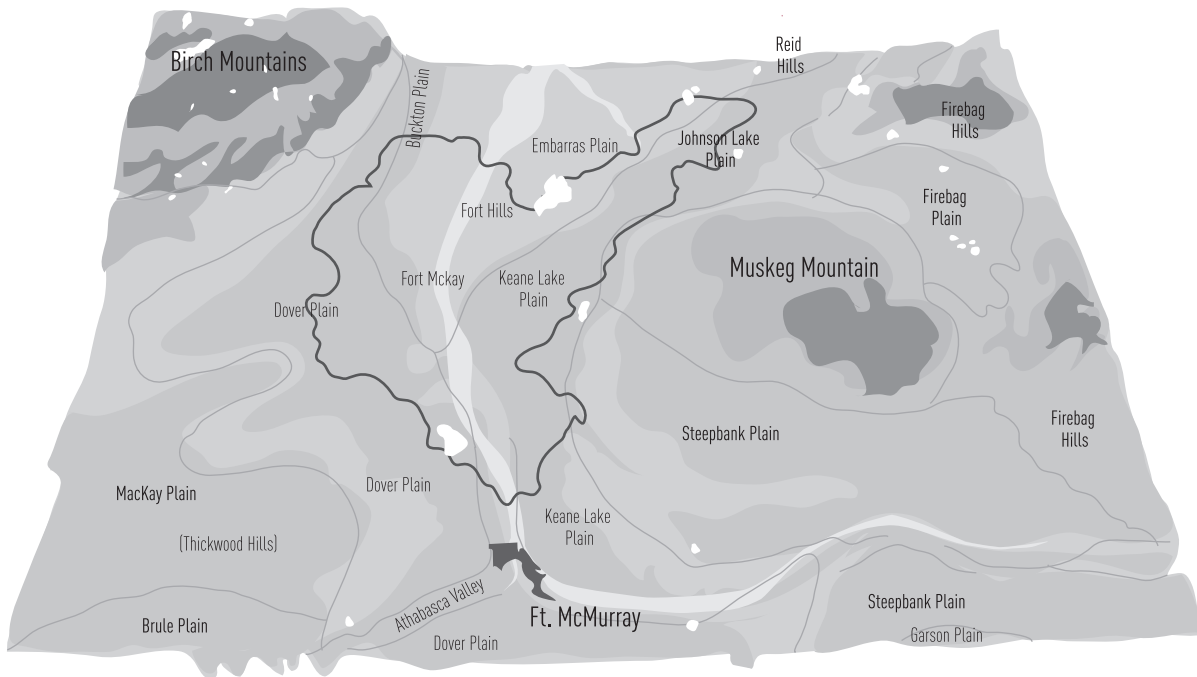 Reid
Hills
Birch Mountains
Buckton Plain
Firebag
Hills
Embarras Plain
Johnson Lake
Plain
Fort Hills
Firebag
Plain
Muskeg Mountain
Fort Mckay
Keane Lake
Plain
Dover Plain
Firebag
Hills
Steepbank Plain
Dover Plain
MacKay Plain
Keane Lake
Plain
(Thickwood Hills)
Athabasca Valley
Steepbank Plain
Ft. McMurray
Brule Plain
Garson Plain
Dover Plain